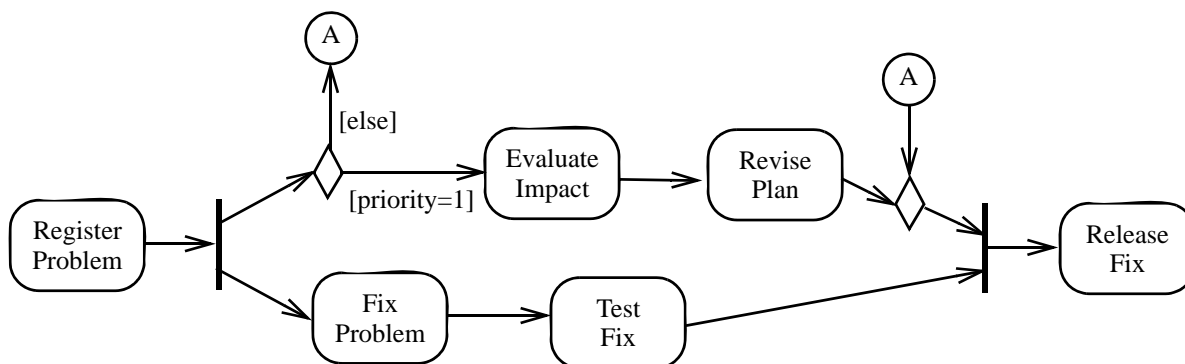 A
A
[else]
Evaluate
Impact
Revise
Plan
[priority=1]
Register
Problem
Release
Fix
Fix
Problem
Test
Fix